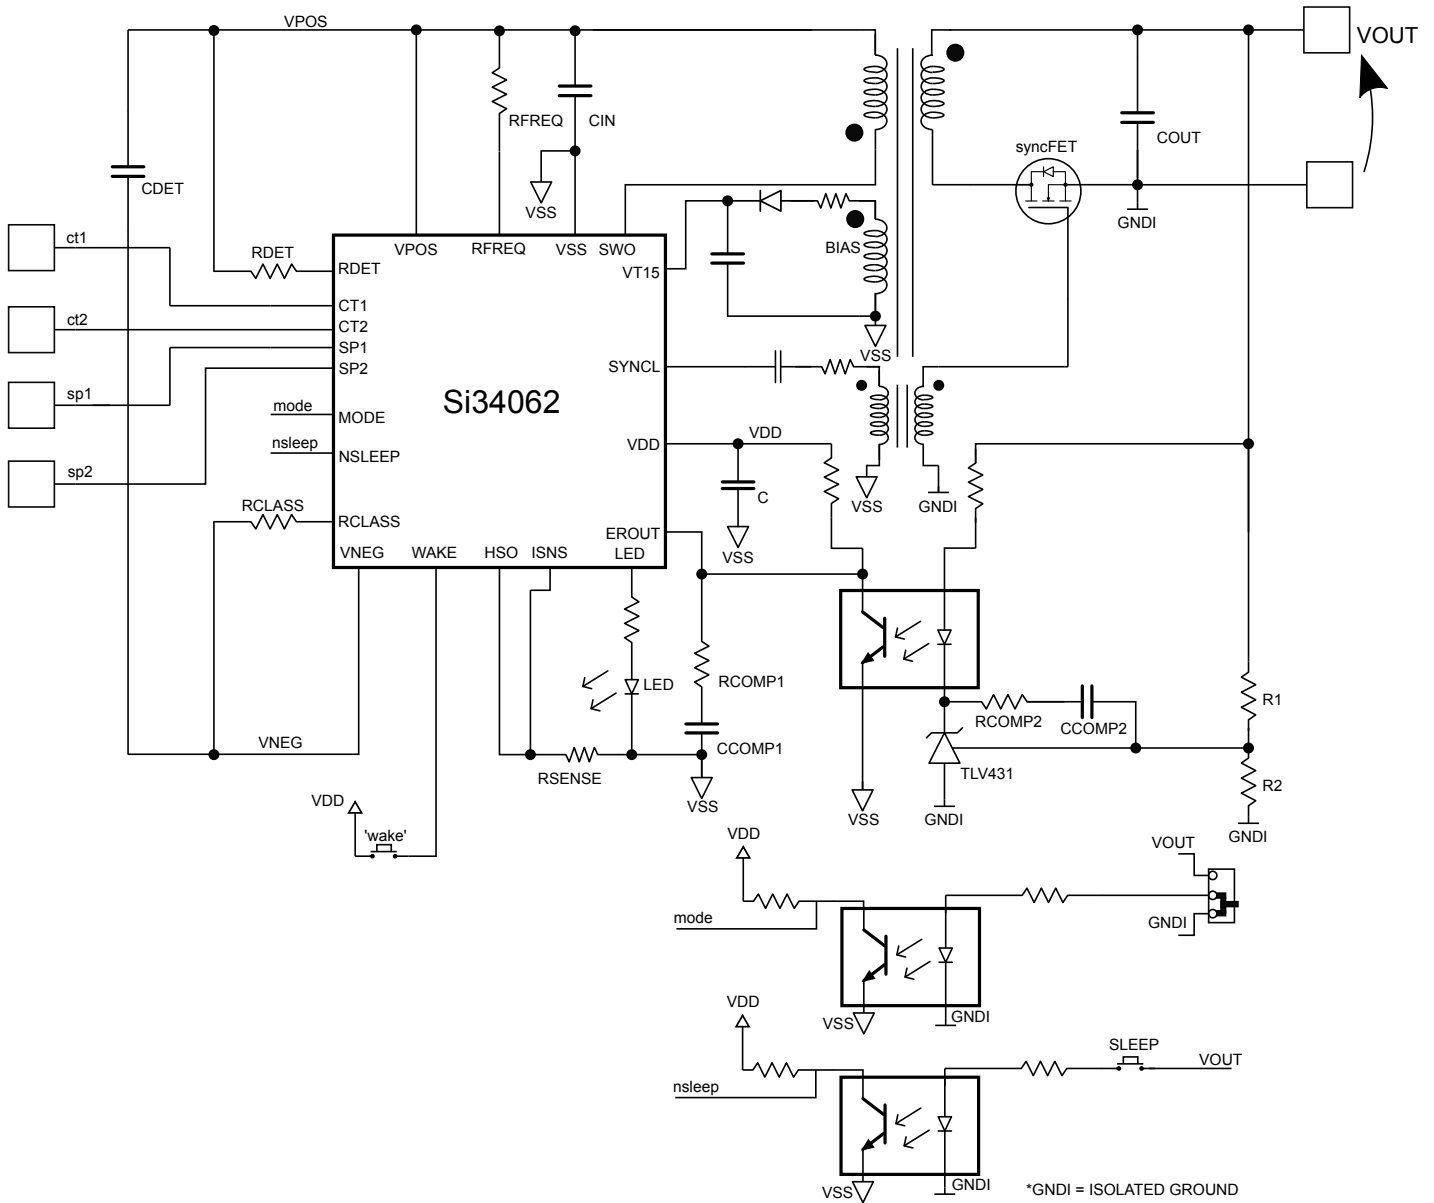 VPOS
VOUT
RFREQ
CIN
COUT
syncFET
CDET
VSS
GNDI
ct1
RDET
VPOS
RFREQ
VSS
SWO
BIAS
RDET
VT15
CT1
ct2
CT2
SP1
VSS
SP2
SYNCL
sp1
Si34062
mode
MODE
nsleep
NSLEEP
VDD
VDD
sp2
C
VSS
GNDI
RCLASS
RCLASS
EROUT
VSS
VNEG
WAKE
HSO
ISNS
LED
LED
RCOMP1
R1
RCOMP2
CCOMP2
VNEG
CCOMP1
RSENSE
TLV431
R2
VDD
VSS
VSS
GNDI
GNDI
'wake'
VDD
VOUT
mode
GNDI
VDD
VSS
GNDI
SLEEP
VOUT
nsleep
VSS
GNDI
*GNDI = ISOLATED GROUND